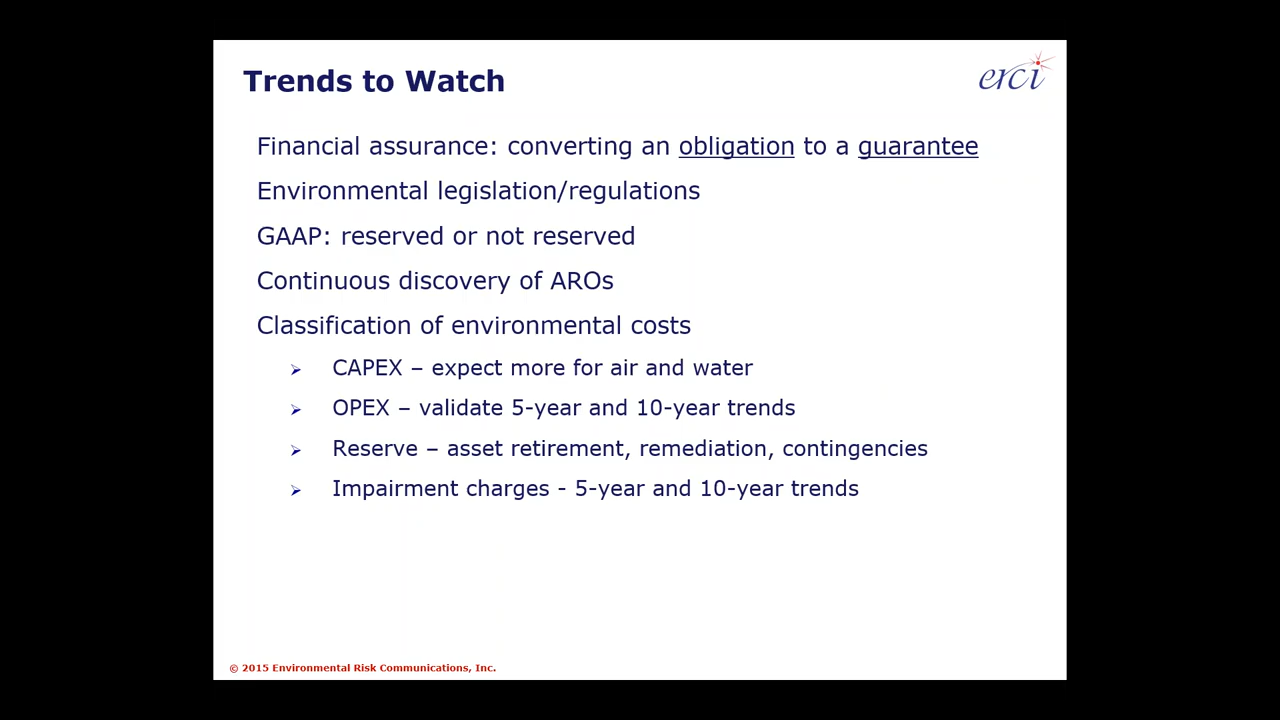 Trends to Watch
erci
Financial assurance: converting an obligation to a guarantee
Environmental legislation/regulations
GAAP: reserved or not reserved
Continuous discovery of AROs
Classification of environmental costs
➢ CAPEX – expect more for air and water
➢ OPEX – validate 5-year and 10-year trends
➢ Reserve – asset retirement, remediation, contingencies
➢ Impairment charges - 5-year and 10-year trends
© 2015 Environmental Risk Communications, Inc.